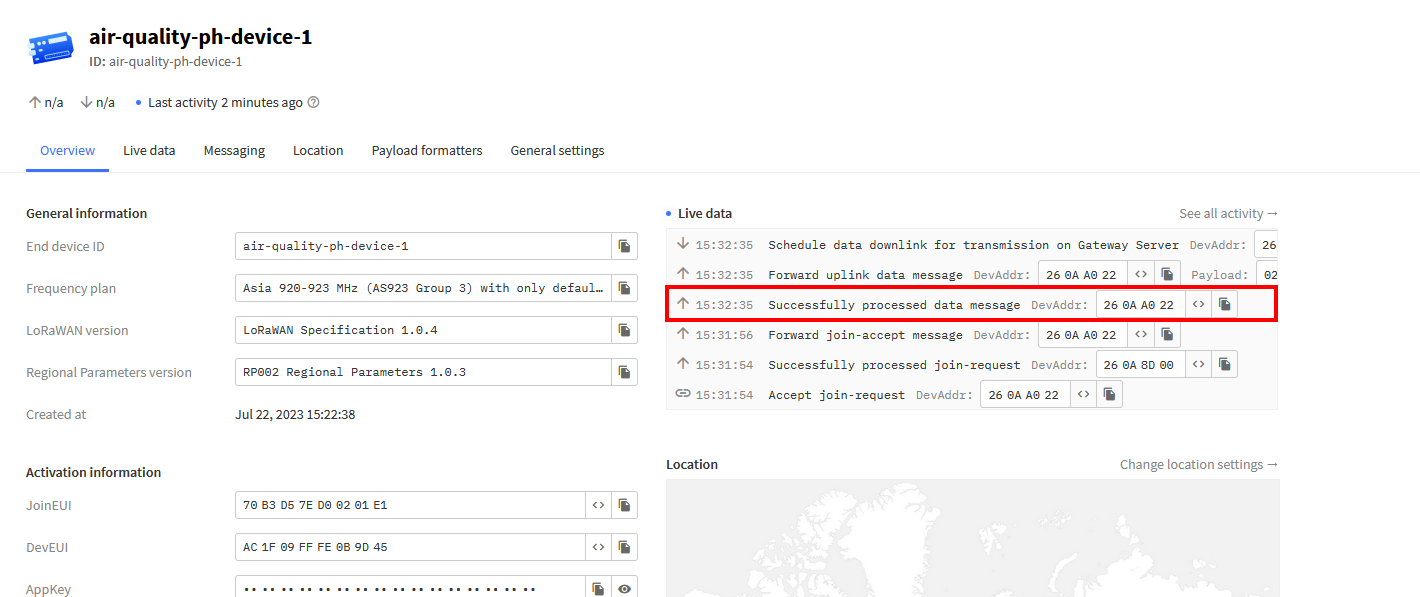 air-quality-ph-device-1
ID: air-quality-ph-device-1
n/a n/a Last activity 2 minutes ago
Overview Live data Messaging Location Payload formatters General settings
General information
End device ID air-quality-ph-device-1
Frequency plan Asia 920-923 MHz (AS923 Group 3) with only defaul…
LoRaWAN version LoRaWAN Specification 1.0.4
Regional Parameters version RP002 Regional Parameters 1.0.3
Created at Jul 22, 2023 15:22:38
Activation information
JoinEUI 70 B3 D5 7E D0 02 01 E1
DevEUI AC 1F 09 FF FE 0B 9D 45
AppKey •• •• •• •• •• •• •• •• •• •• •• •• •• •• •• ••
Live data See all activity →
15:32:35 Schedule data downlink for transmission on Gateway Server DevAddr: 26
15:32:35 Forward uplink data message DevAddr: 26 0A A0 22 <> Payload: 02
15:32:35 Successfully processed data message DevAddr: 26 0A A0 22 <>
15:31:56 Forward join-accept message DevAddr: 26 0A A0 22 <>
15:31:54 Successfully processed join-request DevAddr: 26 0A 8D 00 <>
15:31:54 Accept join-request DevAddr: 26 0A A0 22 <>
Location Change location settings →